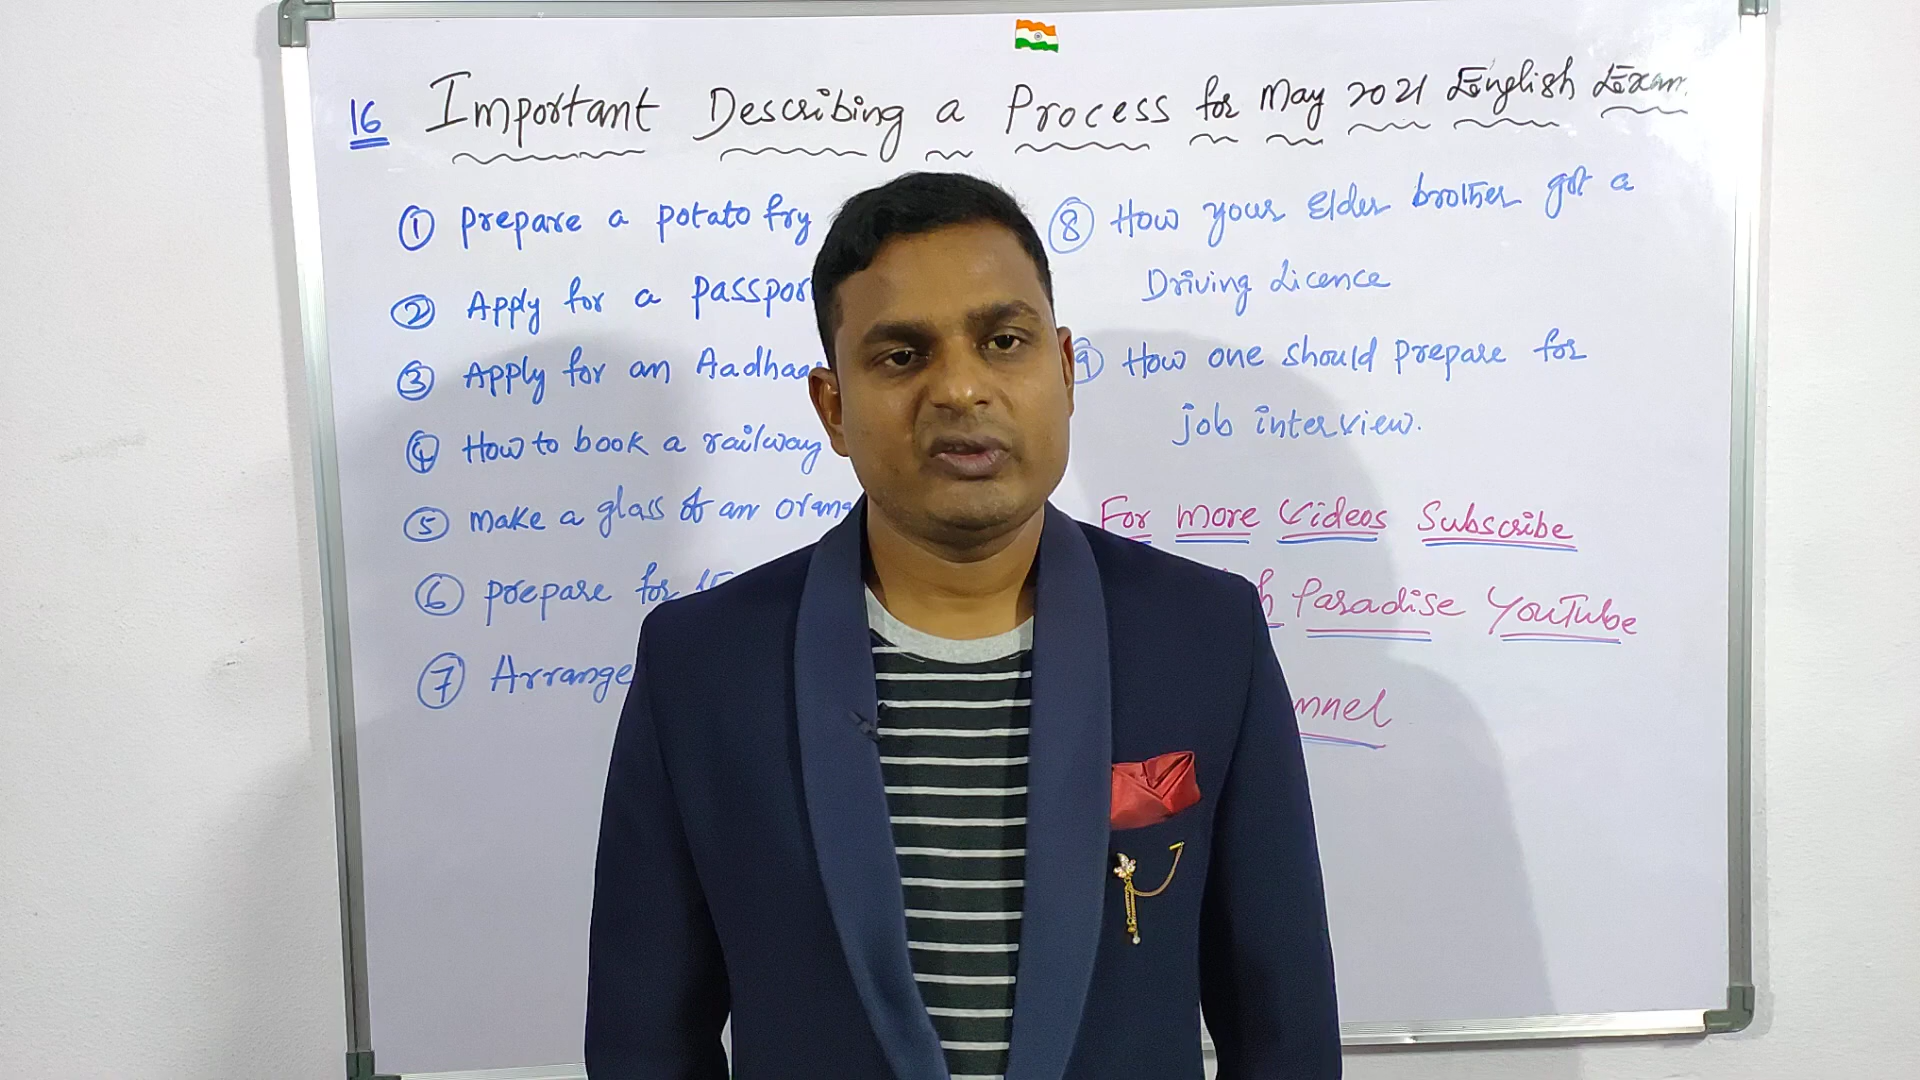 16 Important Describing a Process for May 2021 English Exam.
① Prepare a potato fry
② Apply for a passpor
③ Apply for an Aadhaa
④ How to book a railway
⑤ Make a glass of an oran
⑥ prepare for
⑦ Arrange
⑧ How your Elder brother got a
Driving Licence
⑨ How one should prepare for
job interview.
For more Videos Subscribe
Paradise YouTube
nnel